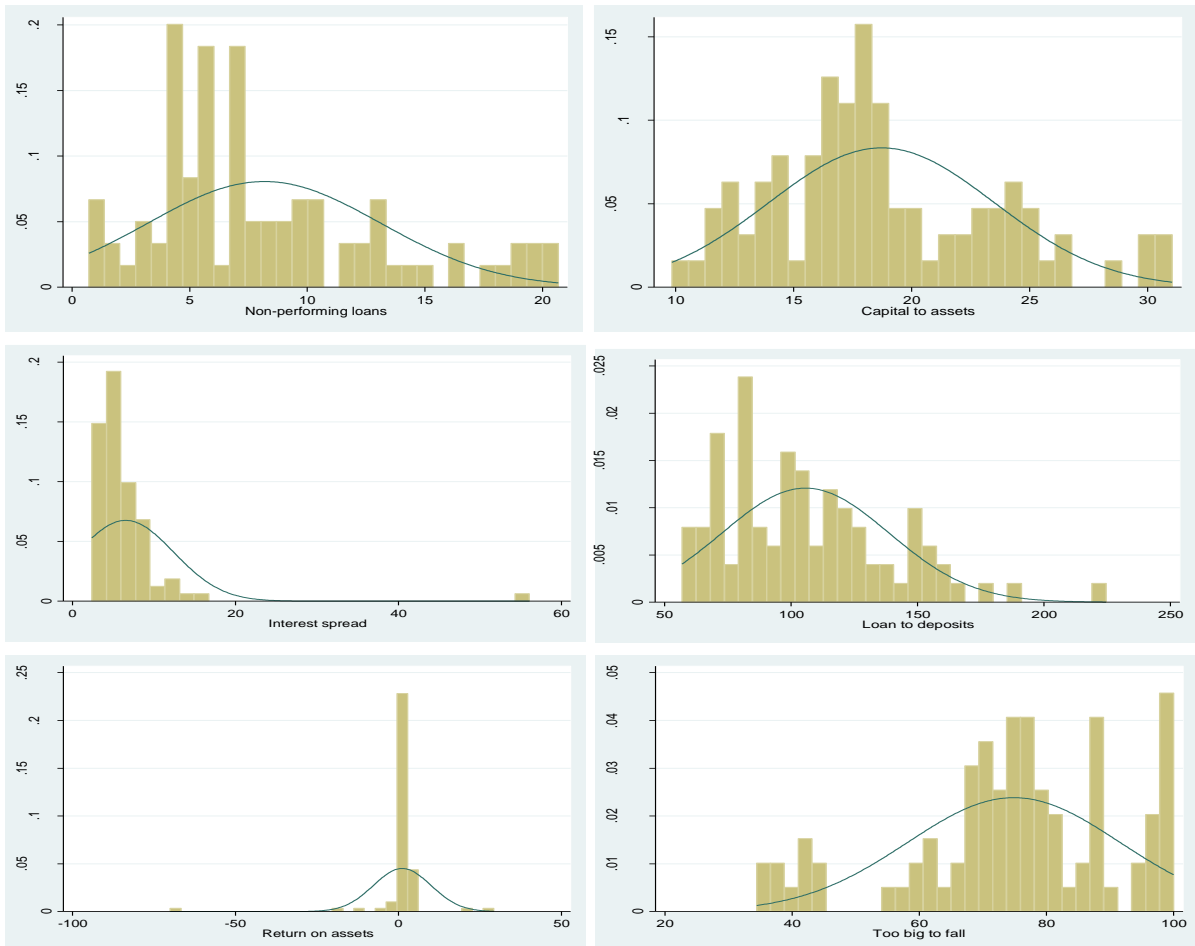 .2
.15
.1
.05
0
0 5 10 15 20
Non-performing loans
.15
.1
.05
0
10 15 20 25 30
Capital to assets
.2
.15
.1
.05
0
0 20 40 60
Interest spread
.025
.02
.015
.01
.005
0
50 100 150 200 250
Loan to deposits
.25
.2
.15
.1
.05
0
-100 -50 0 50
Return on assets
.05
.04
.03
.02
.01
0
20 40 60 80 100
Too big to fall